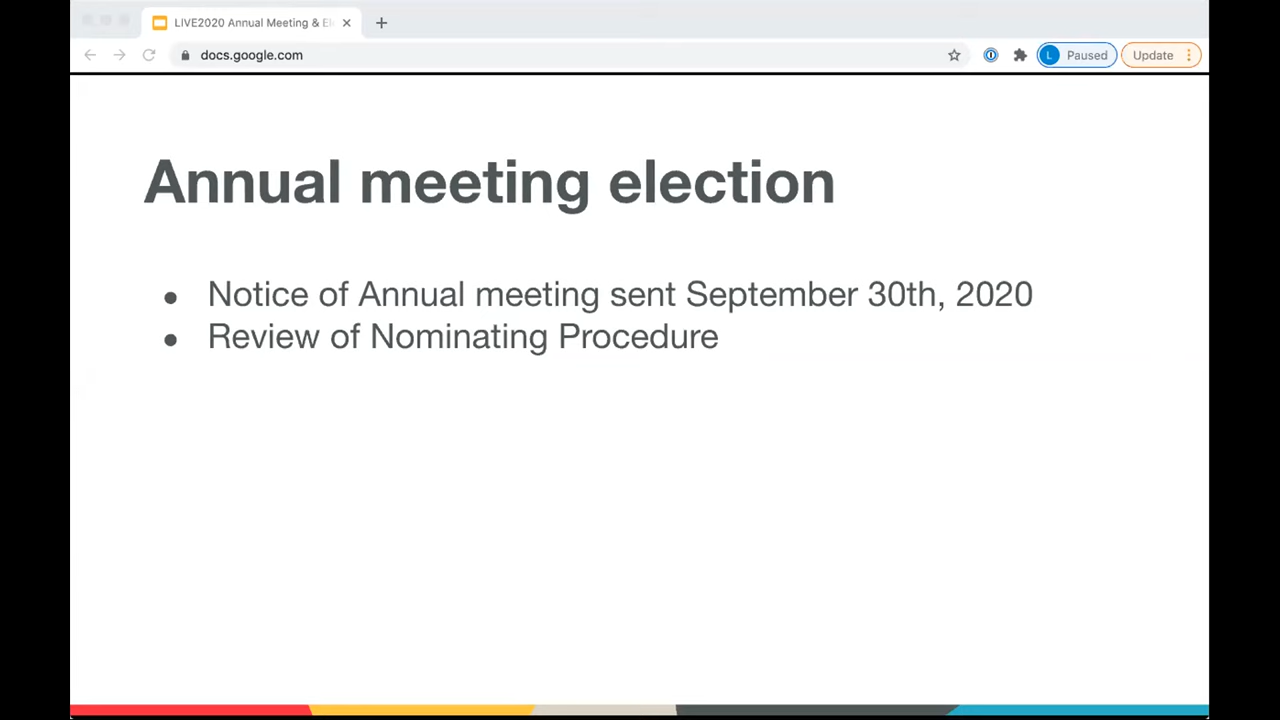 LIVE2020 Annual Meeting & El
docs.google.com
L
Paused
Update
Annual meeting election
● Notice of Annual meeting sent September 30th, 2020
● Review of Nominating Procedure